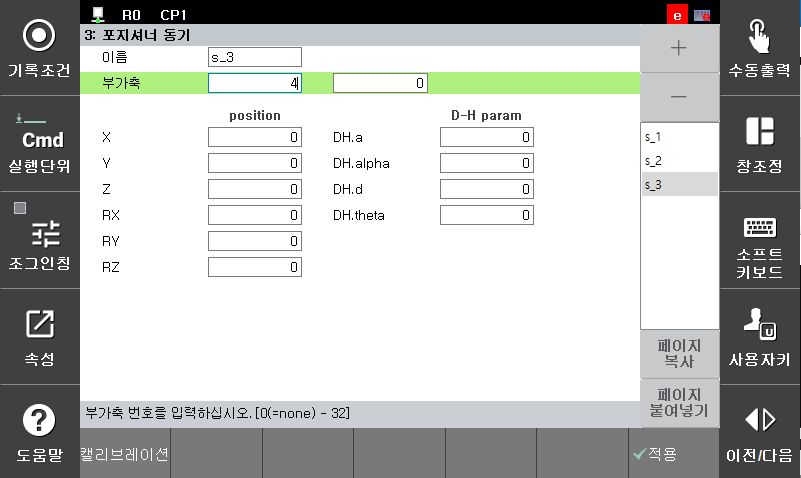 R0 CP1 e
3: 포지셔너 동기
이름 s_3
부가축 4 0
position D-H param
X 0 DH.a 0
Y 0 DH.alpha 0
Z 0 DH.d 0
RX 0 DH.theta 0
RY 0
RZ 0
부가축 번호를 입력하십시오.[0(=none) - 32]
캘리브레이션
적용
기록조건
Cmd
실행단위
조그인칭
속성
?
도움말
+
−
s_1
s_2
s_3
페이지
복사
페이지
붙여넣기
수동출력
창조정
소프트
키보드
U
사용자키
이전/다음